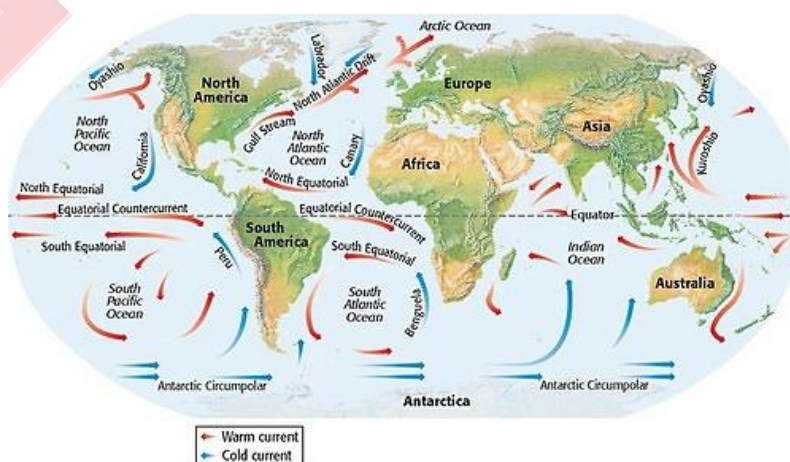 Arctic Ocean
Oyashio
Labrador
North Atlantic Drift
North
America
Europe
Oyashio
Asia
North
Pacific
Ocean
California
Gulf Stream
North
Atlantic
Ocean
Canary
Africa
Kuroshio
North Equatorial
North Equatorial
Equatorial Countercurrent
Equatorial Countercurrent
Equator
South Equatorial
South
America
South Equatorial
Peru
Indian
Ocean
Australia
South
Pacific
Ocean
South
Atlantic
Ocean
Benguela
Antarctic Circumpolar
Antarctic Circumpolar
Antarctica
Warm current
Cold current